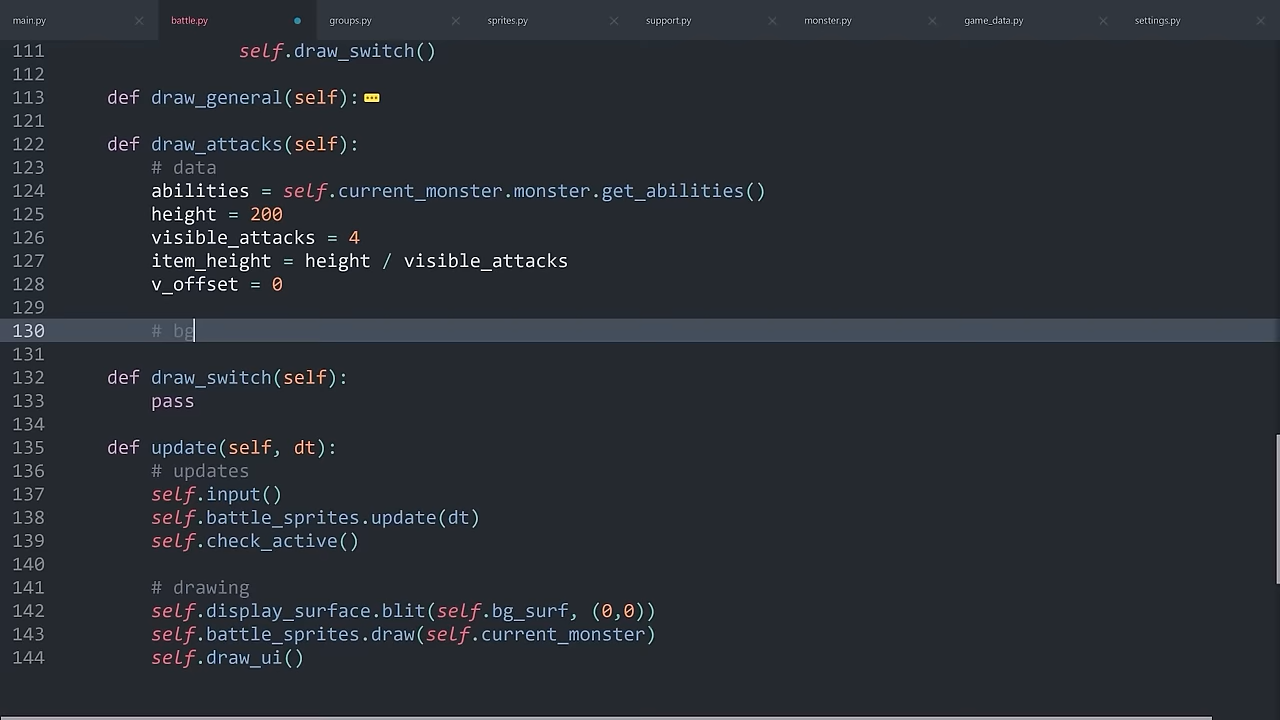 main.py battle.py groups.py sprites.py support.py monster.py game_data.py settings.py
111 self.draw_switch()
112
113 def draw_general(self):
121
122 def draw_attacks(self):
123 # data
124 abilities = self.current_monster.monster.get_abilities()
125 height = 200
126 visible_attacks = 4
127 item_height = height / visible_attacks
128 v_offset = 0
129
130 # bg
131
132 def draw_switch(self):
133 pass
134
135 def update(self, dt):
136 # updates
137 self.input()
138 self.battle_sprites.update(dt)
139 self.check_active()
140
141 # drawing
142 self.display_surface.blit(self.bg_surf, (0,0))
143 self.battle_sprites.draw(self.current_monster)
144 self.draw_ui()